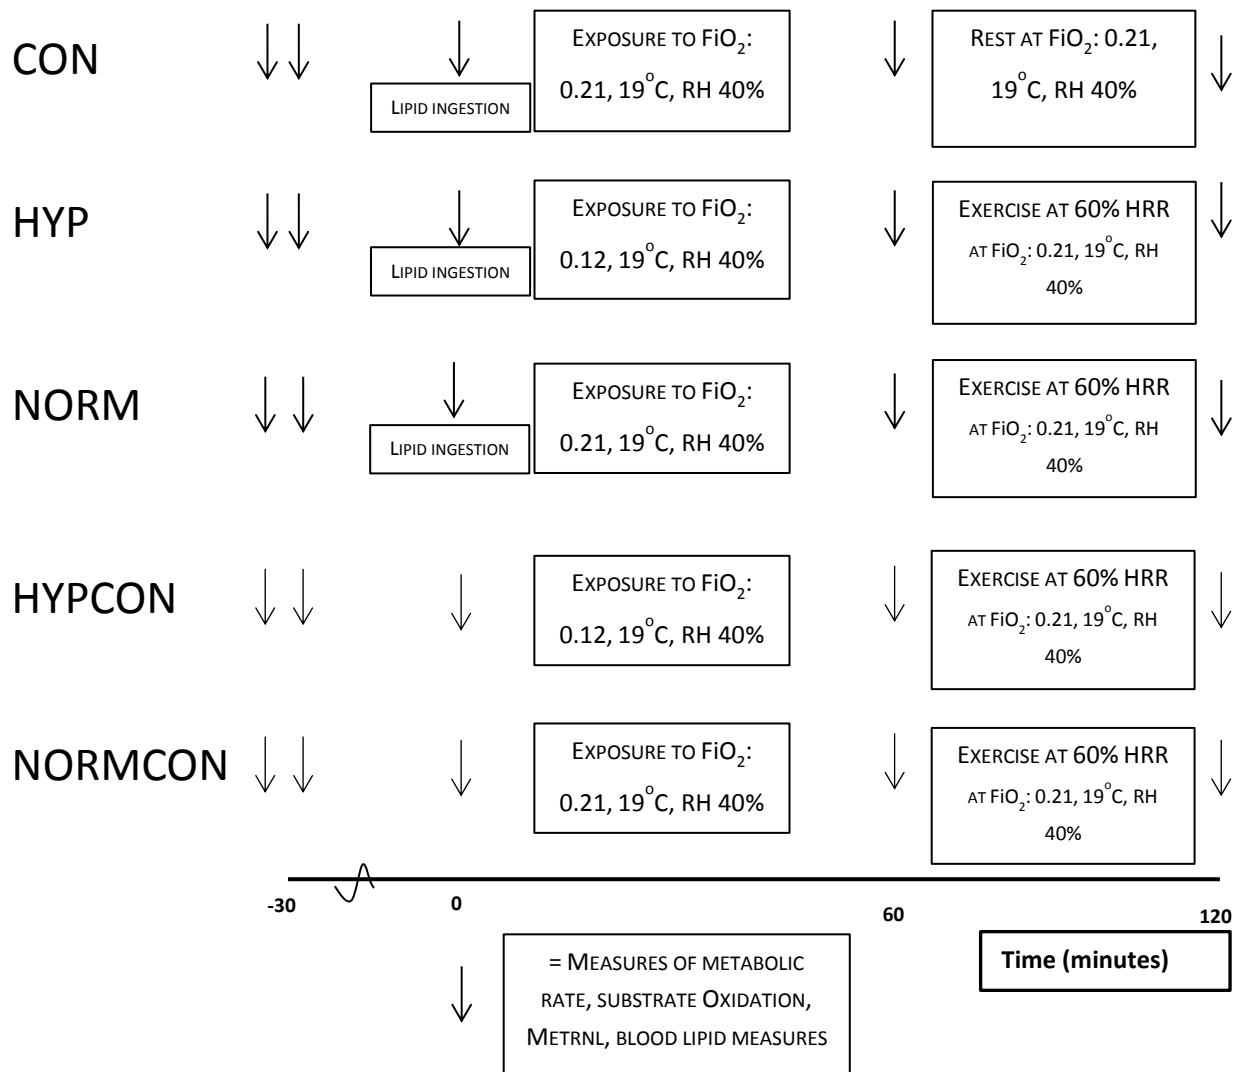 CON
LIPID INGESTION
EXPOSURE TO FiO2:
0.21, 19°C, RH 40%
REST AT FiO2: 0.21,
19°C, RH 40%
HYP
LIPID INGESTION
EXPOSURE TO FiO2:
0.12, 19°C, RH 40%
EXERCISE AT 60% HRR
AT FiO2: 0.21, 19°C, RH
40%
NORM
LIPID INGESTION
EXPOSURE TO FiO2:
0.21, 19°C, RH 40%
EXERCISE AT 60% HRR
AT FiO2: 0.21, 19°C, RH
40%
HYPCON
EXPOSURE TO FiO2:
0.12, 19°C, RH 40%
EXERCISE AT 60% HRR
AT FiO2: 0.21, 19°C, RH
40%
NORMCON
EXPOSURE TO FiO2:
0.21, 19°C, RH 40%
EXERCISE AT 60% HRR
AT FiO2: 0.21, 19°C, RH
40%
-30 0 60 120
Time (minutes)
= MEASURES OF METABOLIC
RATE, SUBSTRATE OXIDATION,
METRNL, BLOOD LIPID MEASURES